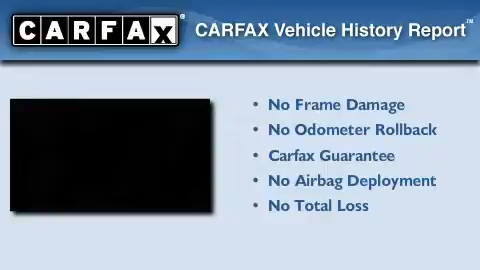 CARFAX® CARFAX Vehicle History Report™
• No Frame Damage
• No Odometer Rollback
• Carfax Guarantee
• No Airbag Deployment
• No Total Loss